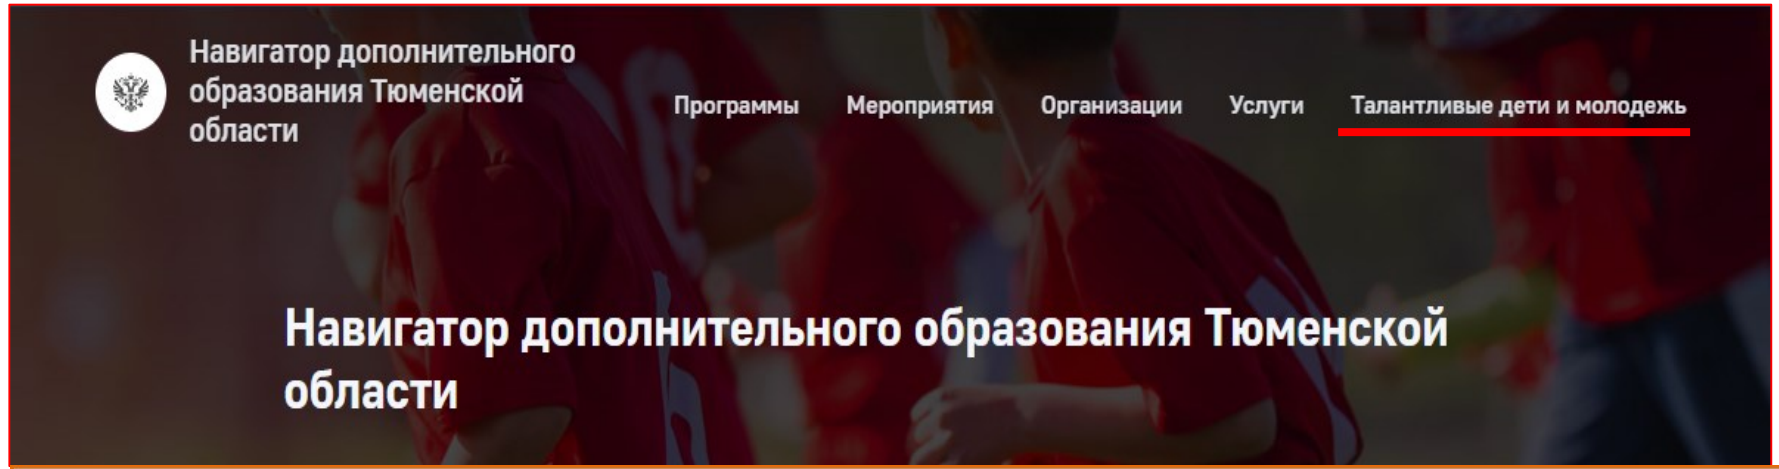 Навигатор дополнительного
образования Тюменской
области
Программы Мероприятия Организации Услуги Талантливые дети и молодежь
Навигатор дополнительного образования Тюменской
области